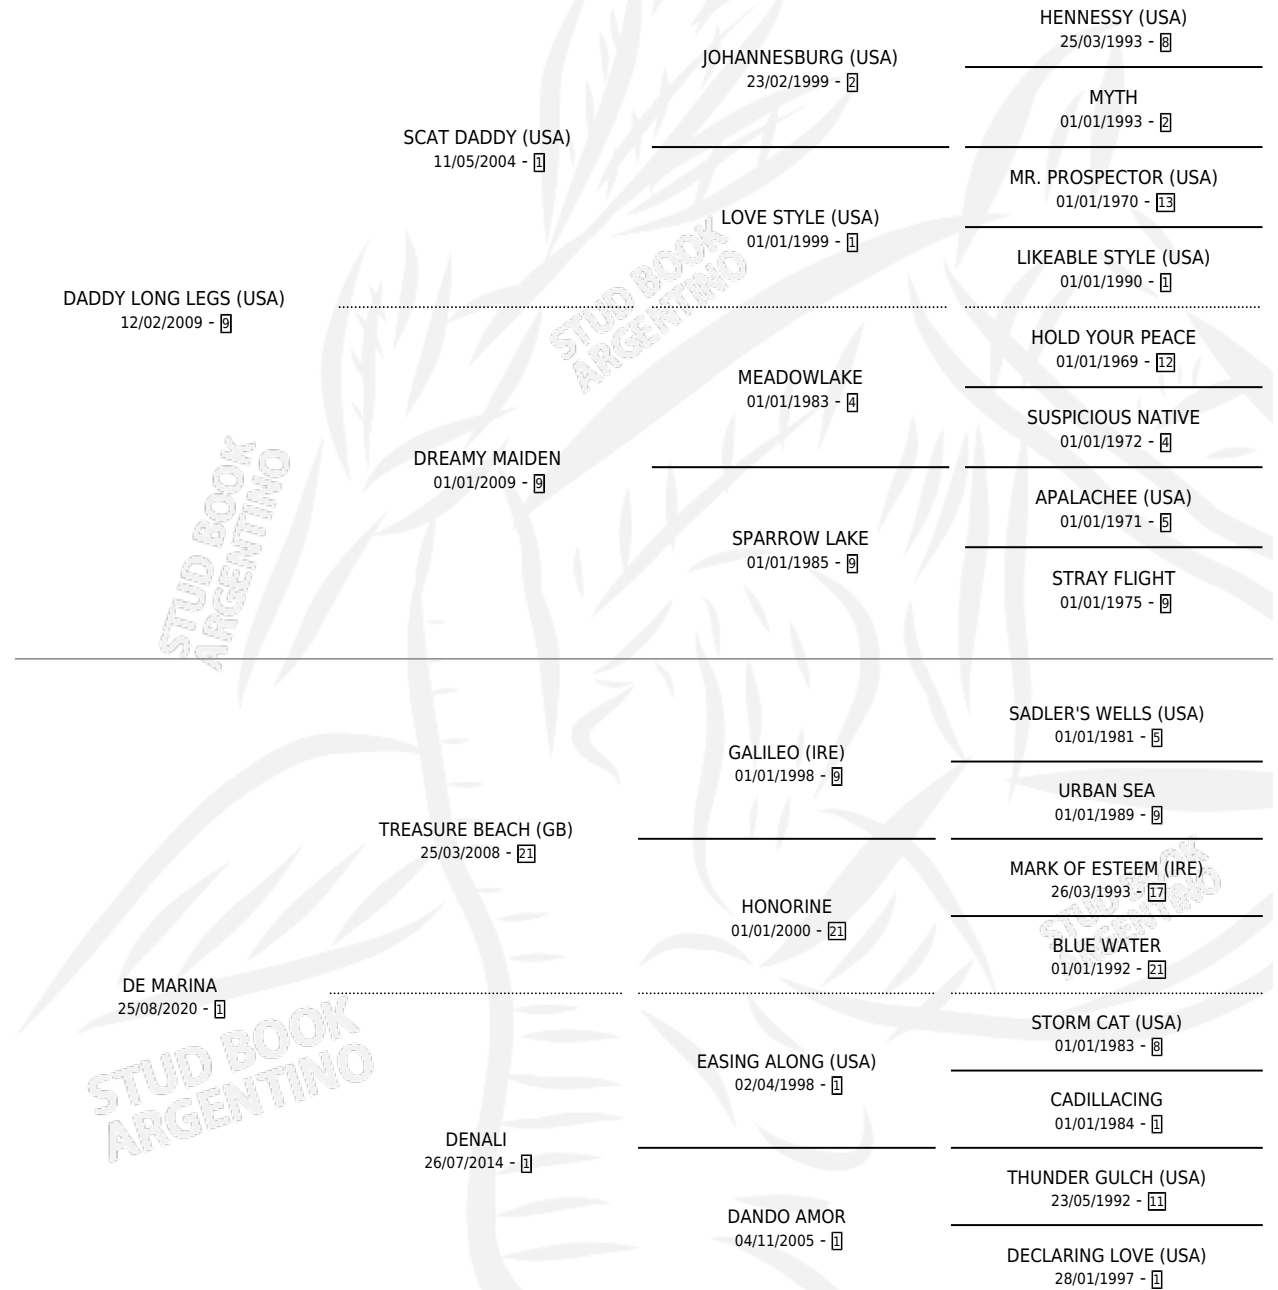 HENNESSY (USA)
25/03/1993 - 8
JOHANNESBURG (USA)
23/02/1999 - 2
MYTH
01/01/1993 - 2
SCAT DADDY (USA)
11/05/2004 - 1
MR. PROSPECTOR (USA)
01/01/1970 - 13
LOVE STYLE (USA)
01/01/1999 - 1
LIKEABLE STYLE (USA)
01/01/1990 - 1
DADDY LONG LEGS (USA)
12/02/2009 - 9
HOLD YOUR PEACE
01/01/1969 - 12
MEADOWLAKE
01/01/1983 - 4
SUSPICIOUS NATIVE
01/01/1972 - 4
DREAMY MAIDEN
01/01/2009 - 9
APALACHEE (USA)
01/01/1971 - 5
SPARROW LAKE
01/01/1985 - 9
STRAY FLIGHT
01/01/1975 - 9
SADLER'S WELLS (USA)
01/01/1981 - 5
GALILEO (IRE)
01/01/1998 - 9
URBAN SEA
01/01/1989 - 9
TREASURE BEACH (GB)
25/03/2008 - 21
MARK OF ESTEEM (IRE)
26/03/1993 - 17
HONORINE
01/01/2000 - 21
BLUE WATER
01/01/1992 - 21
DE MARINA
25/08/2020 - 1
STORM CAT (USA)
01/01/1983 - 8
EASING ALONG (USA)
02/04/1998 - 1
CADILLACING
01/01/1984 - 1
DENALI
26/07/2014 - 1
THUNDER GULCH (USA)
23/05/1992 - 11
DANDO AMOR
04/11/2005 - 1
DECLARING LOVE (USA)
28/01/1997 - 1
STUD BOOK
ARGENTINO
STUD BOOK
ARGENTINO
STUD BOOK
ARGENTINO
STUD BOOK
ARGENTINO